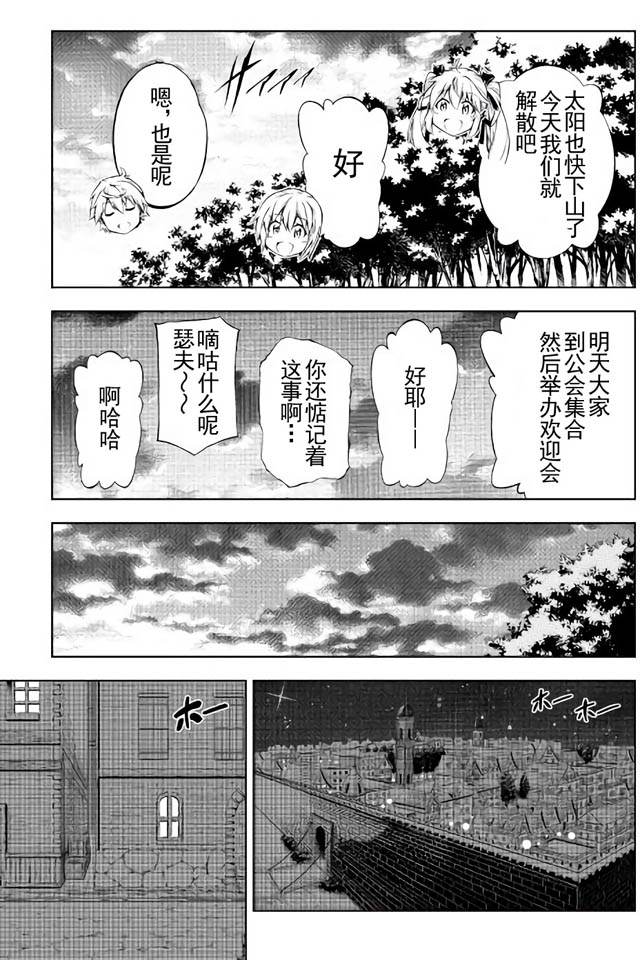 太阳也快下山了
今天我们就
解散吧
好
嗯，也是呢
明天大家
到公会集合
然后举办欢迎会
好耶——
你还惦记着
这事啊…
嘀咕什么呢
瑟夫～～
啊哈哈
ホー
ホー
ホー